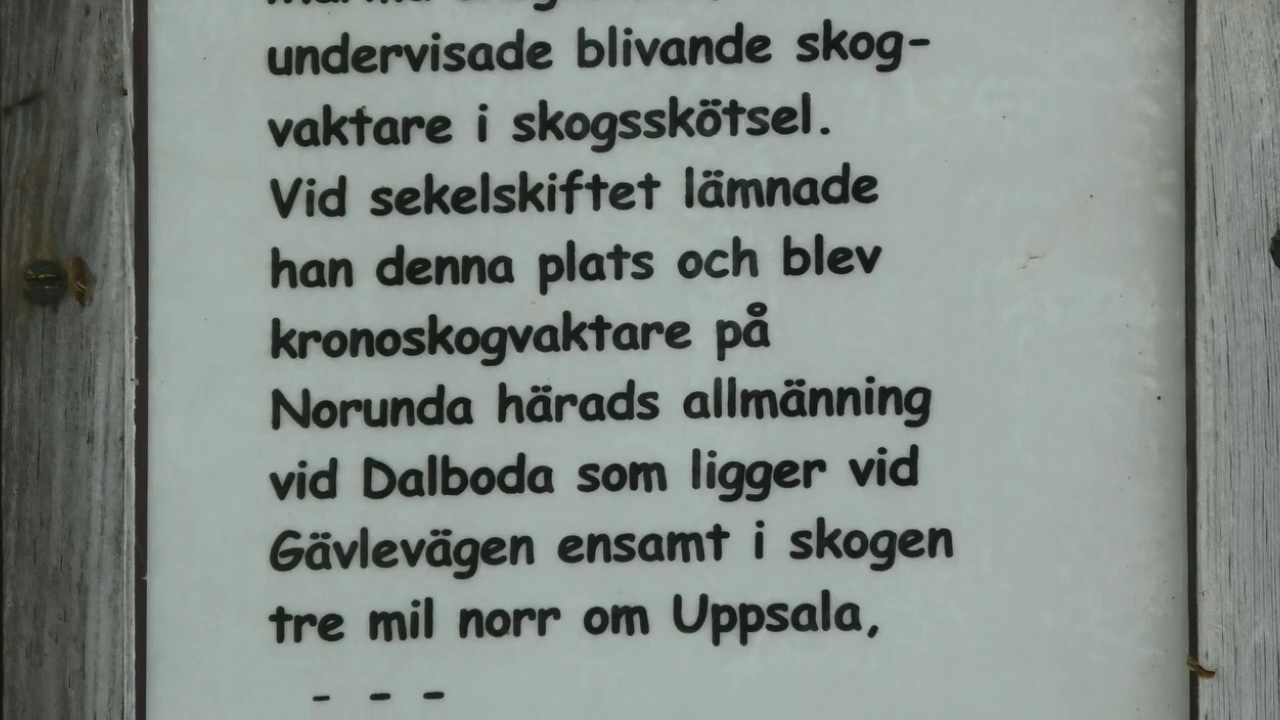 undervisade blivande skog-
vaktare i skogsskötsel.
Vid sekelskiftet lämnade
han denna plats och blev
kronoskogvaktare på
Norunda härads allmänning
vid Dalboda som ligger vid
Gävlevägen ensamt i skogen
tre mil norr om Uppsala,
- - -